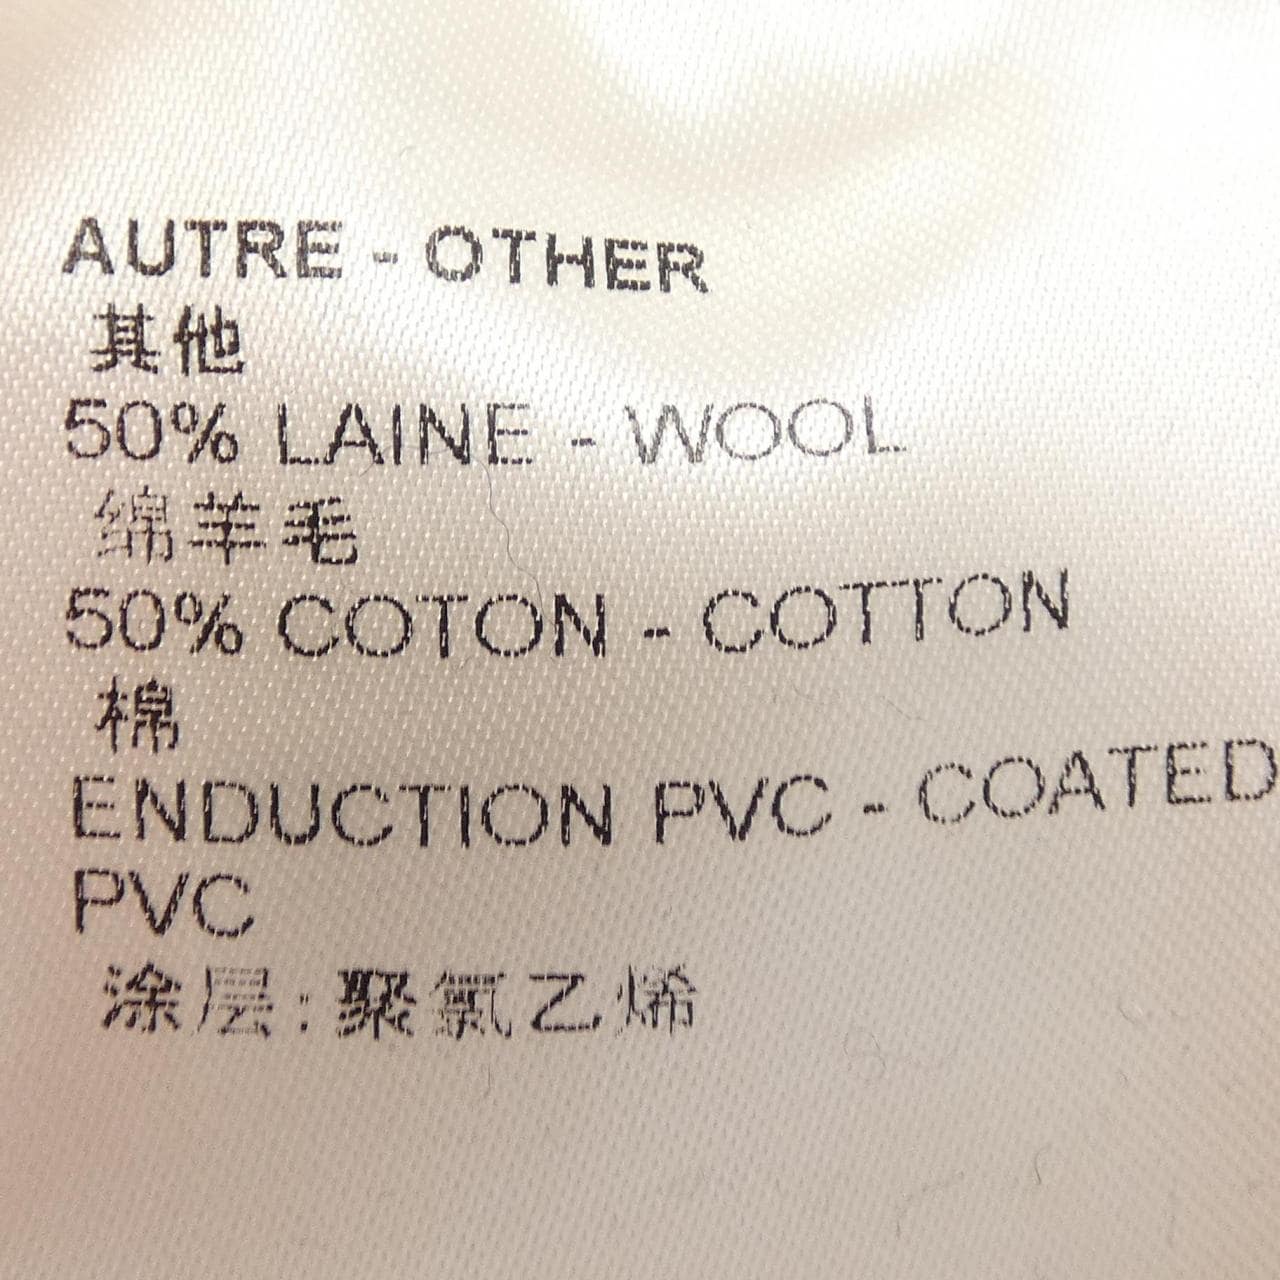 AUTRE - OTHER
其他
50% LAINE - WOOL
绵羊毛
50% COTON - COTTON
棉
ENDUCTION PVC - COATED
PVC
涂层:聚氯乙烯